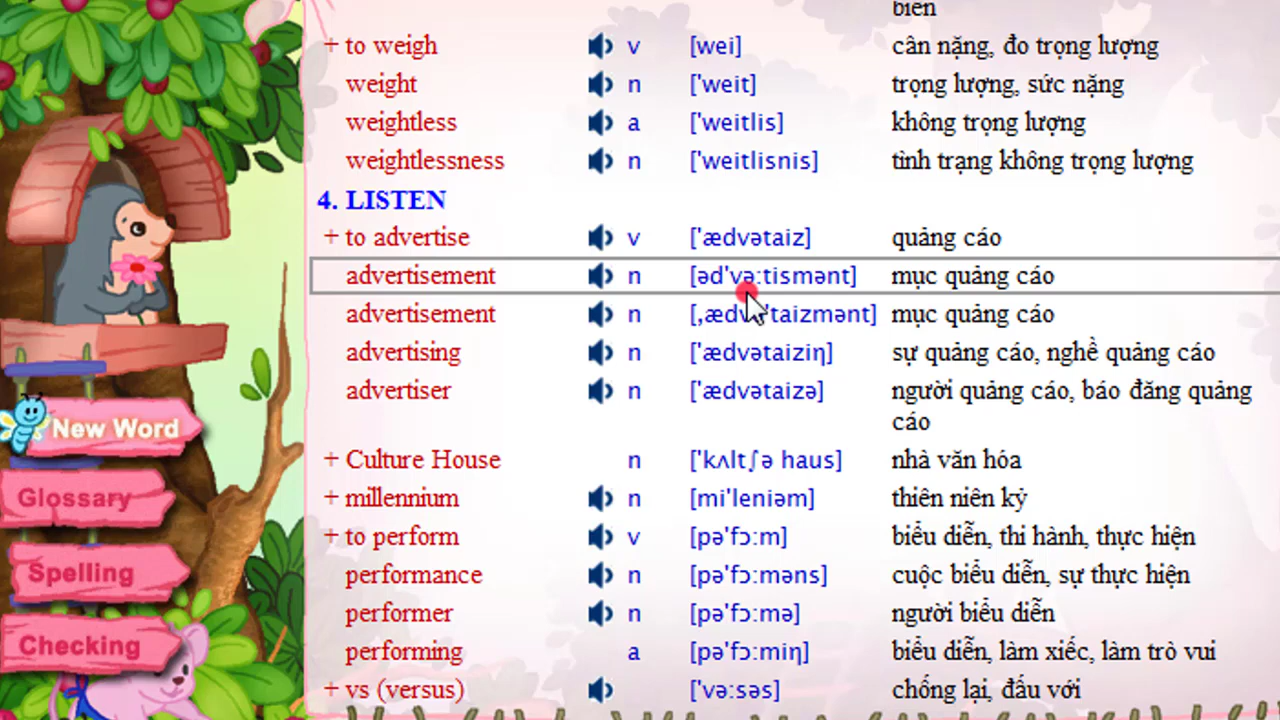 biến
+ to weigh v [wei] cân nặng, đo trọng lượng
weight n ['weit] trọng lượng, sức nặng
weightless a ['weitlis] không trọng lượng
weightlessness n ['weitlisnis] tình trạng không trọng lượng
4. LISTEN
+ to advertise v ['ædvətaiz] quảng cáo
advertisement n [əd'və:tismənt] mục quảng cáo
advertisement n mục quảng cáo
advertising n ['ædvətaiziη] sự quảng cáo, nghề quảng cáo
advertiser n ['ædvətaizə] người quảng cáo, báo đăng quảng
cáo
+ Culture House n ['kʌlt∫ə haus] nhà văn hóa
+ millennium n [mi'leniəm] thiên niên kỷ
+ to perform v [pə'fɔ:m] biểu diễn, thi hành, thực hiện
performance n [pə'fɔ:məns] cuộc biểu diễn, sự thực hiện
performer n [pə'fɔ:mə] người biểu diễn
performing a [pə'fɔ:miη] biểu diễn, làm xiếc, làm trò vui
+ vs (versus) ['və:səs] chống lại, đấu với
New Word
Glossary
Spelling
Checking